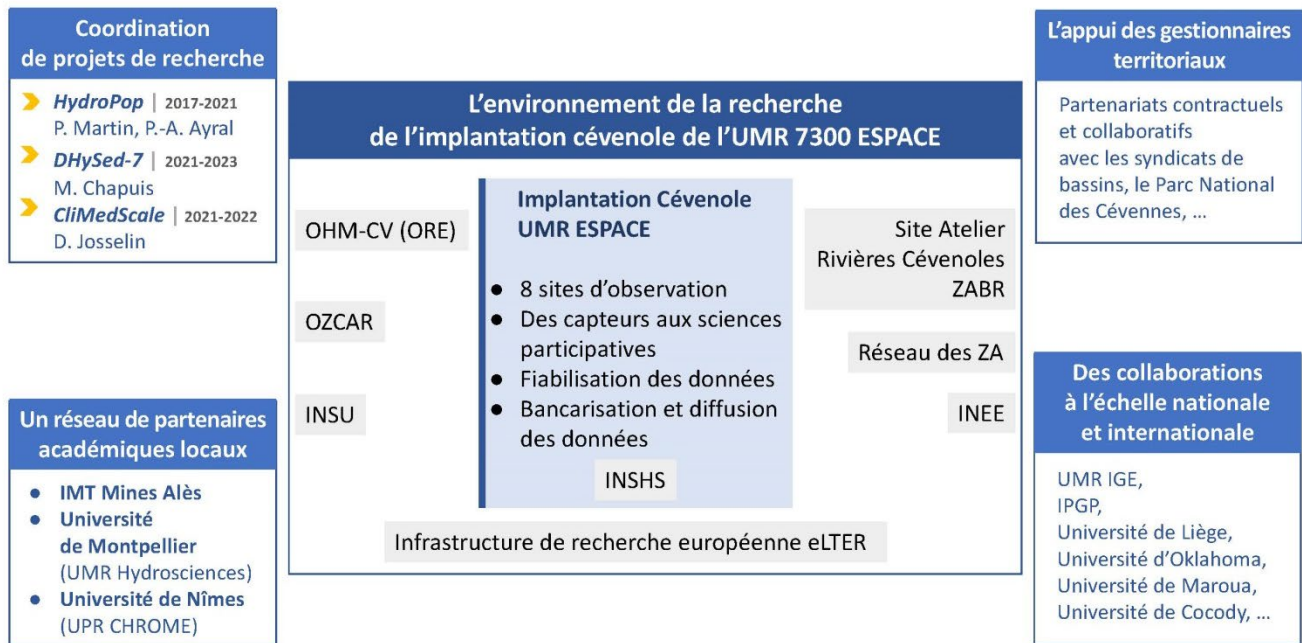 Coordination
de projets de recherche
HydroPop | 2017-2021
P. Martin, P.-A. Ayral
DHySed-7 | 2021-2023
M. Chapuis
CliMedScale | 2021-2022
D. Josselin
Un réseau de partenaires
académiques locaux
● IMT Mines Alès
● Université
de Montpellier
(UMR Hydrosciences)
● Université de Nîmes
(UPR CHROME)
L'environnement de la recherche
de l'implantation cévenole de l'UMR 7300 ESPACE
OHM-CV (ORE)
OZCAR
INSU
Implantation Cévenole
UMR ESPACE
● 8 sites d'observation
● Des capteurs aux sciences
participatives
● Fiabilisation des données
● Bancarisation et diffusion
des données
INSHS
Site Atelier
Rivières Cévenoles
ZABR
Réseau des ZA
INEE
Infrastructure de recherche européenne eLTER
L'appui des gestionnaires
territoriaux
Partenariats contractuels
et collaboratifs
avec les syndicats de
bassins, le Parc National
des Cévennes, ...
Des collaborations
à l'échelle nationale
et internationale
UMR IGE,
IPGP,
Université de Liège,
Université d'Oklahoma,
Université de Maroua,
Université de Cocody, ...